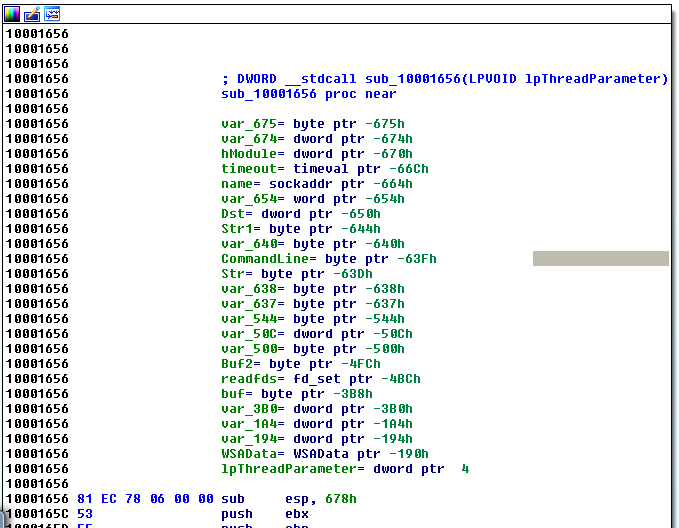 10001656
10001656
10001656
10001656 ; DWORD __stdcall sub_10001656(LPVOID lpThreadParameter)
10001656 sub_10001656 proc near
10001656
10001656 var_675= byte ptr -675h
10001656 var_674= dword ptr -674h
10001656 hModule= dword ptr -670h
10001656 timeout= timeval ptr -66Ch
10001656 name= sockaddr ptr -664h
10001656 var_654= word ptr -654h
10001656 Dst= dword ptr -650h
10001656 Str1= byte ptr -644h
10001656 var_640= byte ptr -640h
10001656 CommandLine= byte ptr -63Fh
10001656 Str= byte ptr -63Dh
10001656 var_638= byte ptr -638h
10001656 var_637= byte ptr -637h
10001656 var_544= byte ptr -544h
10001656 var_50C= dword ptr -50Ch
10001656 var_500= byte ptr -500h
10001656 Buf2= byte ptr -4FCh
10001656 readfds= fd_set ptr -4BCh
10001656 buf= byte ptr -3B8h
10001656 var_3B0= dword ptr -3B0h
10001656 var_1A4= dword ptr -1A4h
10001656 var_194= dword ptr -194h
10001656 WSAData= WSAData ptr -190h
10001656 lpThreadParameter= dword ptr 4
10001656
10001656 81 EC 78 06 00 00 sub esp, 678h
1000165C 53 push ebx